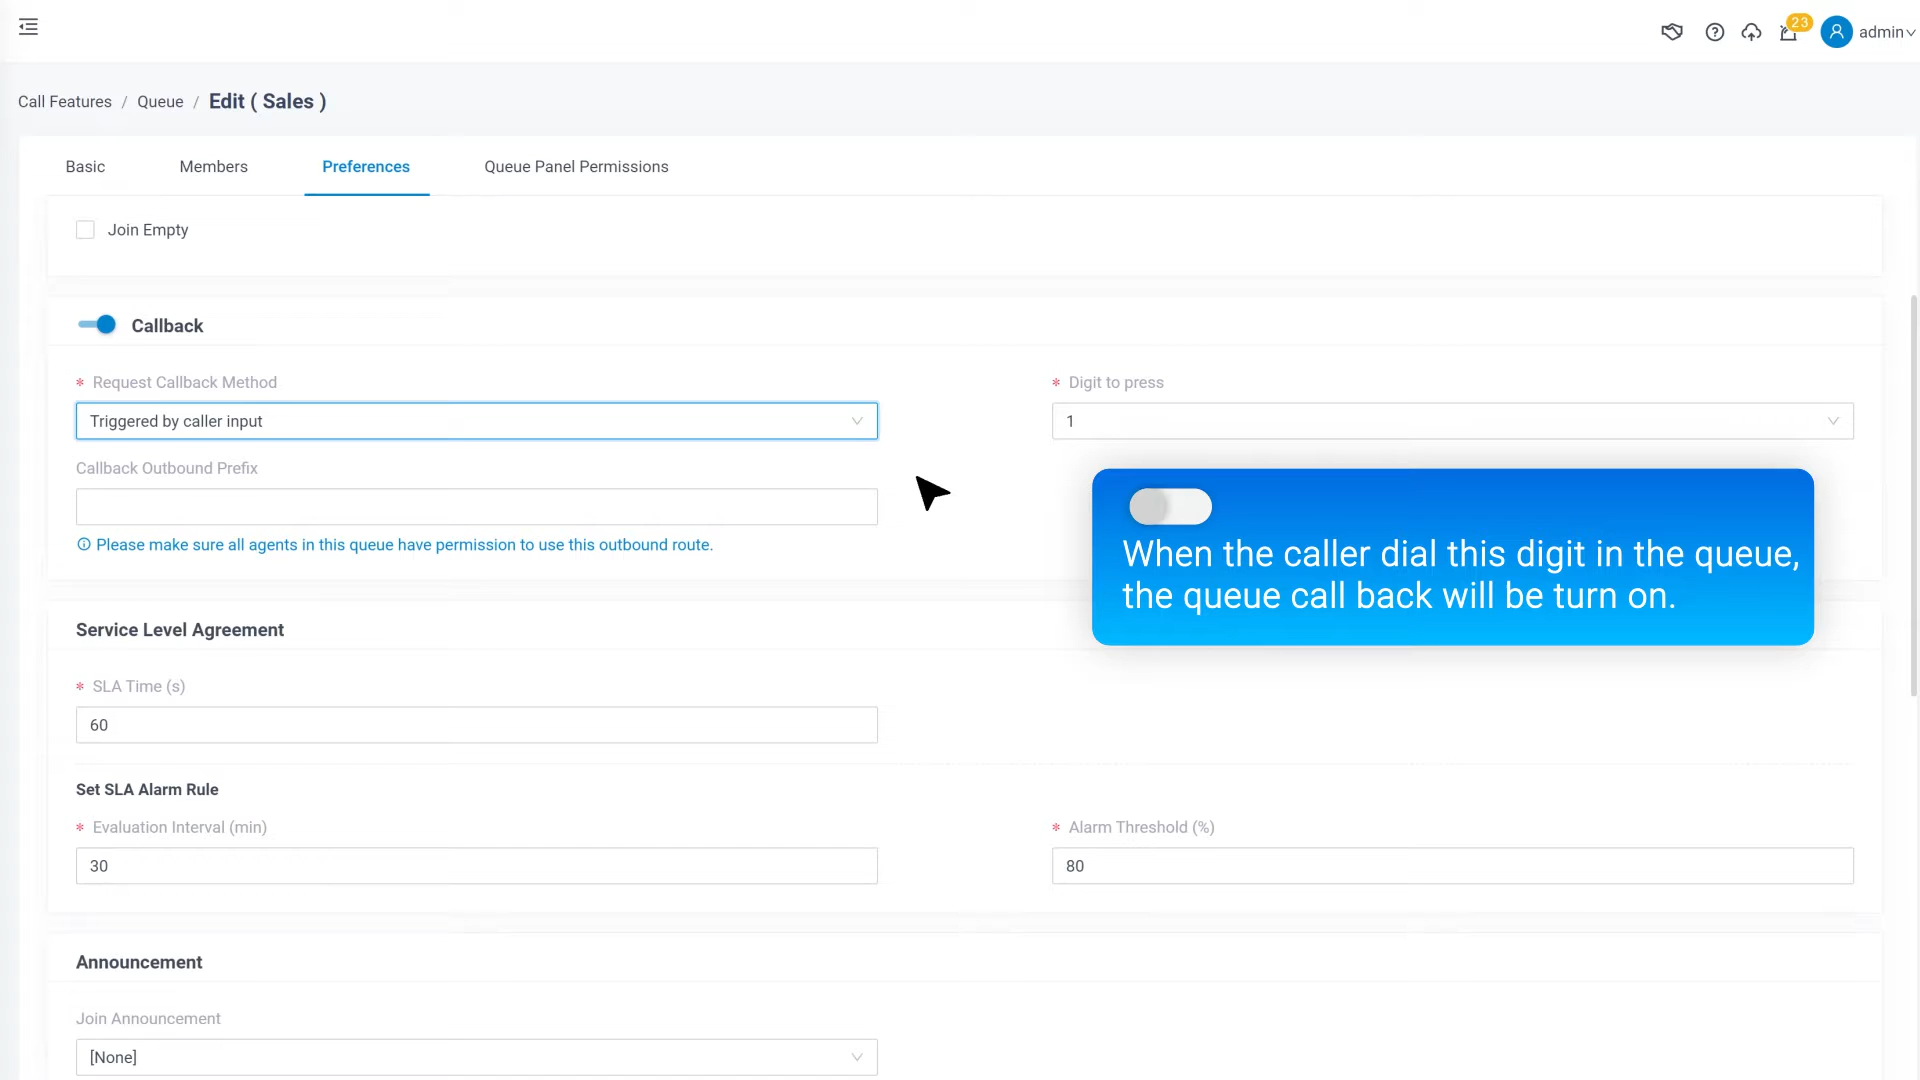 23
admin
Call Features / Queue / Edit ( Sales )
Basic Members Preferences Queue Panel Permissions
Join Empty
Callback
* Request Callback Method
* Digit to press
Triggered by caller input
1
Callback Outbound Prefix
Please make sure all agents in this queue have permission to use this outbound route.
When the caller dial this digit in the queue,
the queue call back will be turn on.
Service Level Agreement
* SLA Time (s)
60
Set SLA Alarm Rule
* Evaluation Interval (min)
* Alarm Threshold (%)
30
80
Announcement
Join Announcement
[None]